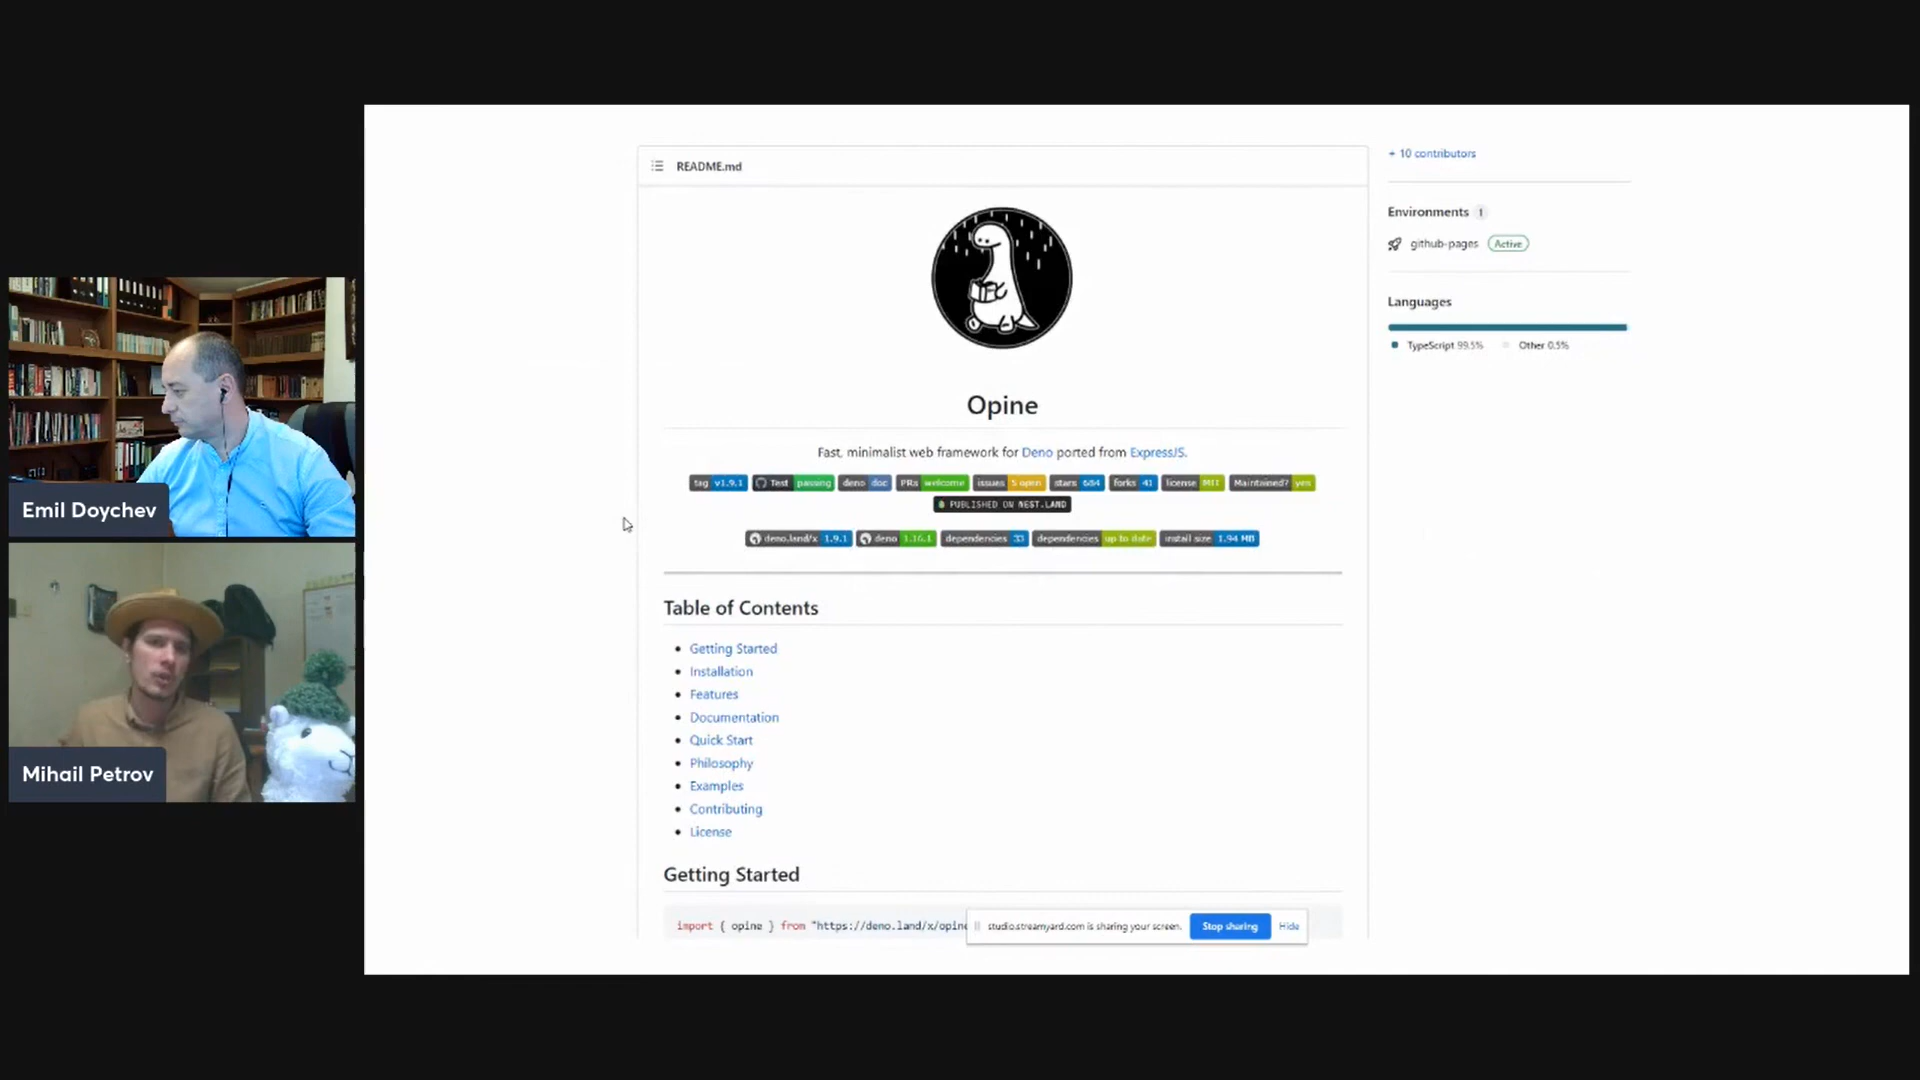 README.md
+ 10 contributors
Environments 1
github-pages Active
Languages
TypeScript 99.5% Other 0.5%
Opine
Fast, minimalist web framework for Deno ported from ExpressJS.
tag v1.9.1 Test passing deno doc PRs welcome issues 5 open stars 684 forks 41 license MIT Maintained? yes
PUBLISHED ON NEST.LAND
deno.land/x 1.9.1 deno 1.16.1 dependencies 33 dependencies up to date install size 1.94 MB
Table of Contents
Getting Started
Installation
Features
Documentation
Quick Start
Philosophy
Examples
Contributing
License
Getting Started
import { opine } from "https://deno.land/x/opine
studio.streamyard.com is sharing your screen. Stop sharing Hide
Emil Doychev
Mihail Petrov